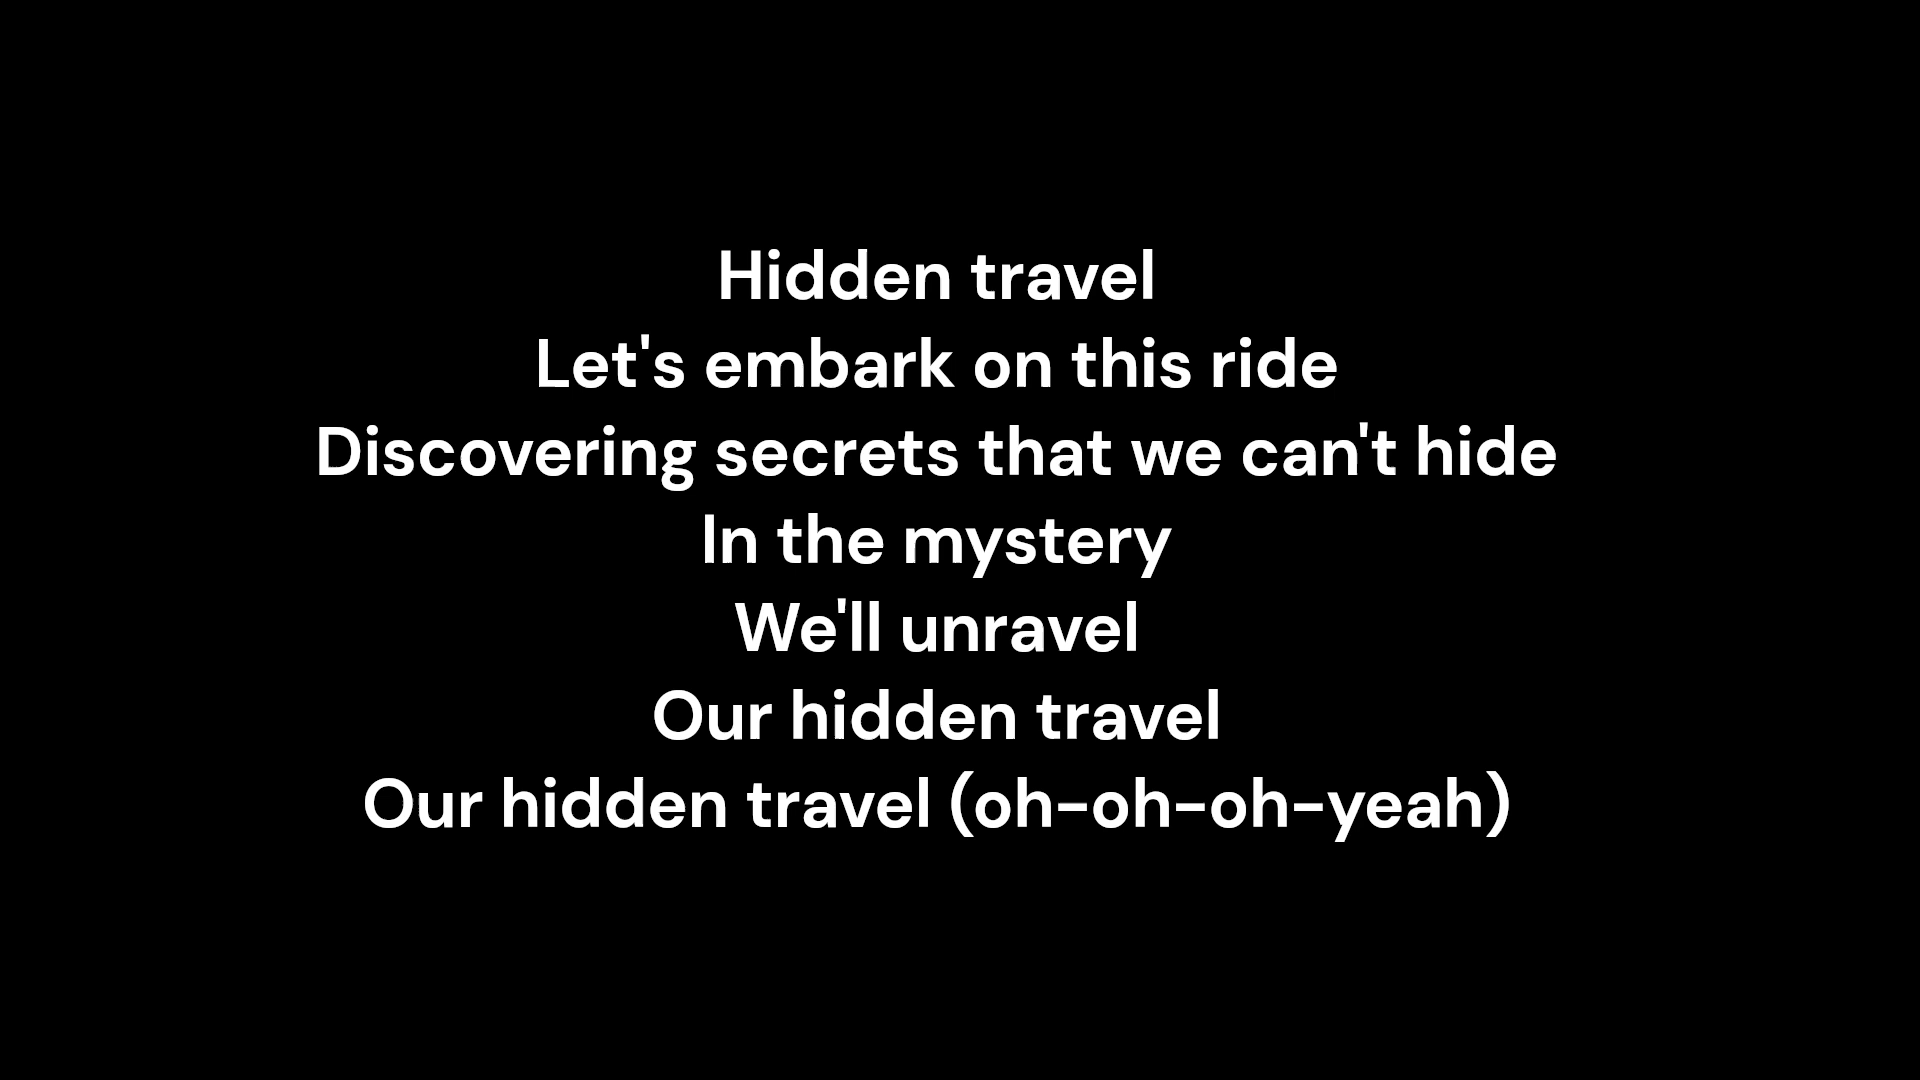 Hidden travel
Let's embark on this ride
Discovering secrets that we can't hide
In the mystery
We'll unravel
Our hidden travel
Our hidden travel (oh-oh-oh-yeah)